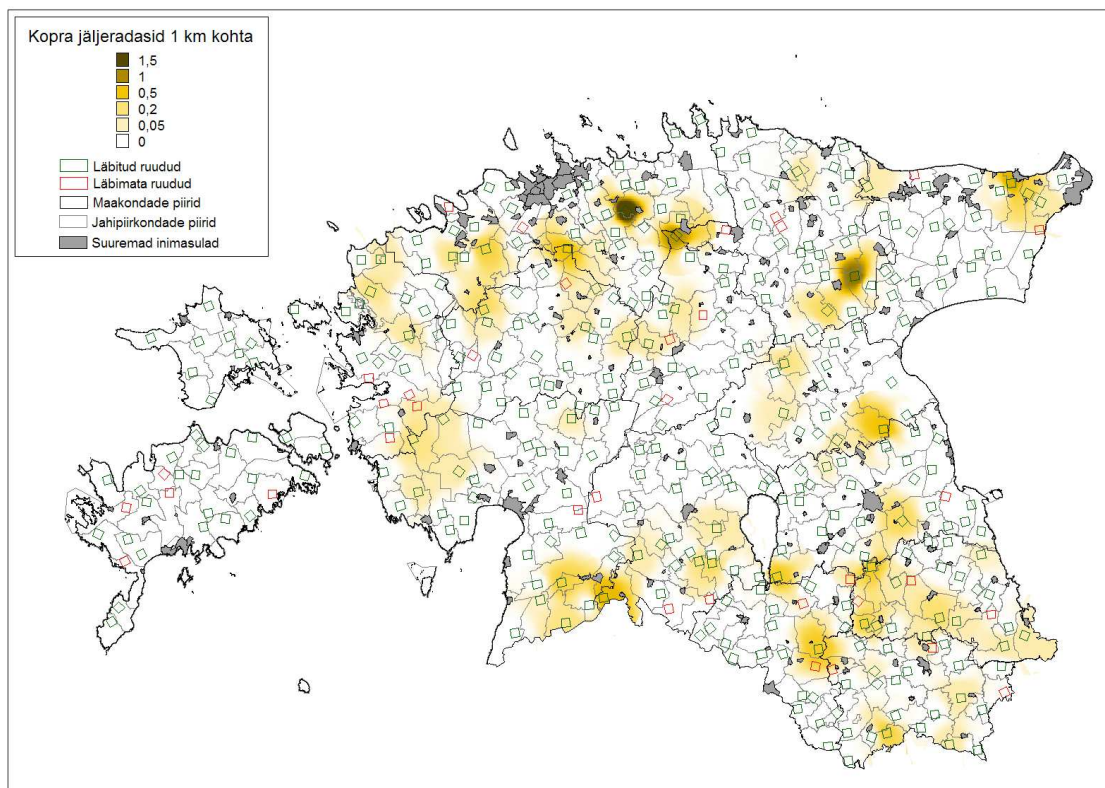 Kopra jäljeradasid 1 km kohta
1,5
1
0,5
0,2
0,05
0
Läbitud ruudud
Läbimata ruudud
Maakondade piirid
Jahipiirkondade piirid
Suuremad inimasulad